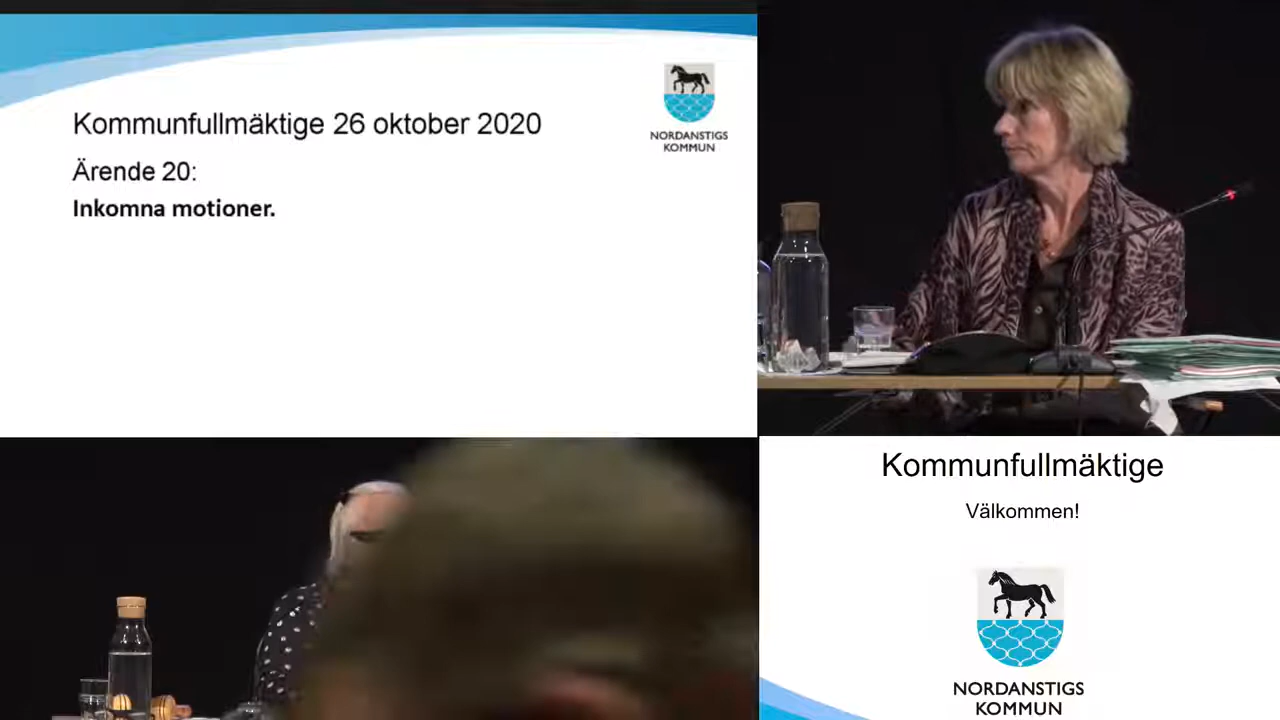 Kommunfullmäktige 26 oktober 2020
Ärende 20:
Inkomna motioner.
NORDANSTIGS
KOMMUN
Kommunfullmäktige
Välkommen!
NORDANSTIGS
KOMMUN